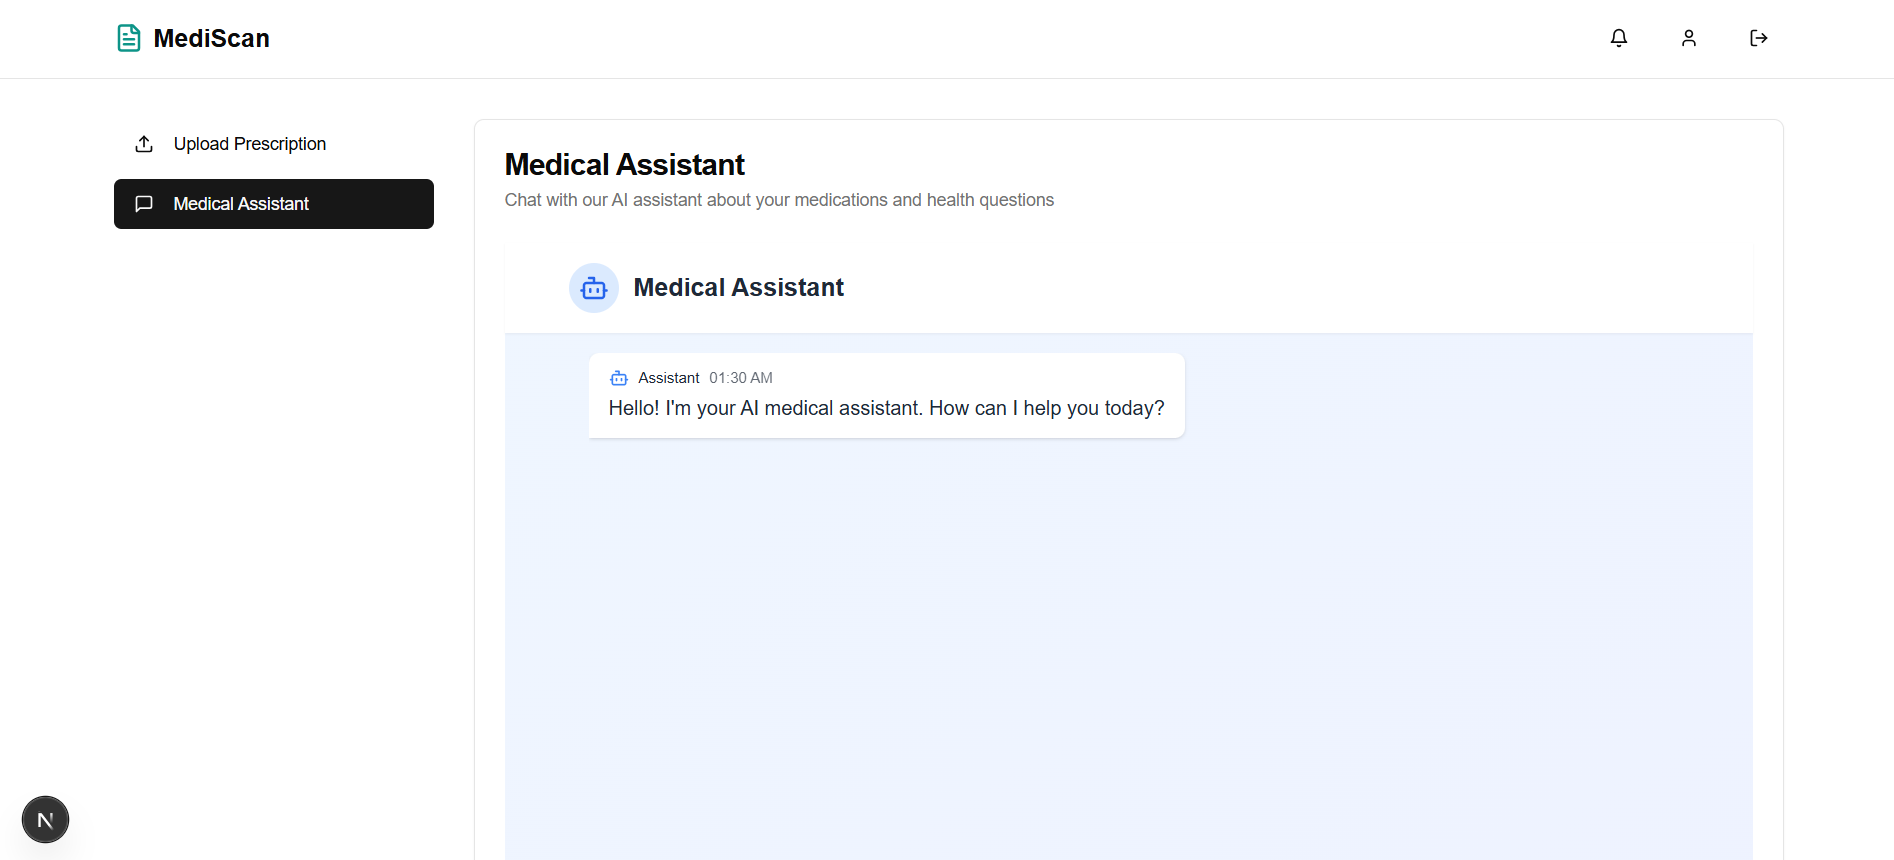 MediScan
Upload Prescription
Medical Assistant
Medical Assistant
Chat with our AI assistant about your medications and health questions
Medical Assistant
Assistant 01:30 AM
Hello! I'm your AI medical assistant. How can I help you today?
N